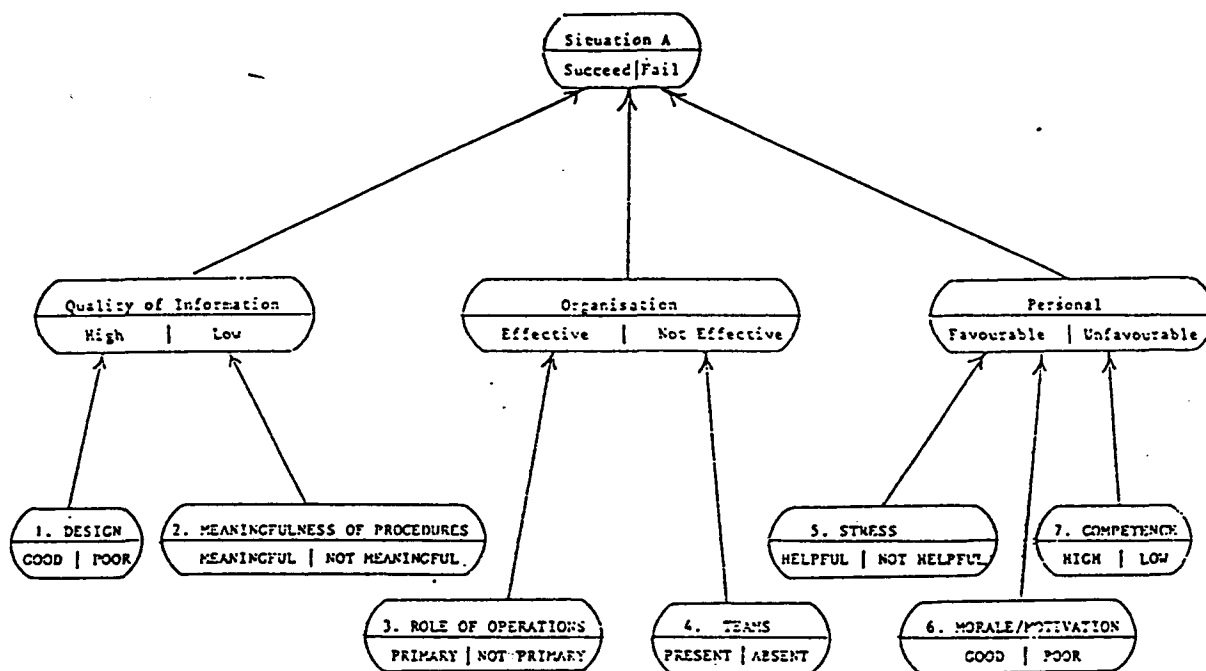 Situation A
Succeed | Fail
Quality of Information
High | Low
Organisation
Effective | Not Effective
Personal
Favourable | Unfavourable
1. DESIGN
GOOD | POOR
2. MEANINGFULNESS OF PROCEDURES
MEANINGFUL | NOT MEANINGFUL
5. STRESS
HELPFUL | NOT HELPFUL
7. COMPETENCE
HIGH | LOW
3. ROLE OF OPERATIONS
PRIMARY | NOT PRIMARY
4. TEAMS
PRESENT | ABSENT
6. MORALE/MOTIVATION
GOOD | POOR